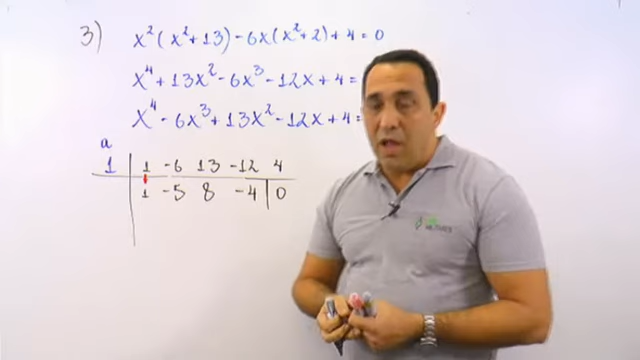 3) x²(x²+13)-6x(x²+2)+4=0
x⁴+13x²-6x³-12x+4=
x⁴-6x³+13x²-12x+4=
a
1 | 1 -6 13 -12 4
1 -5 8 -4 | 0